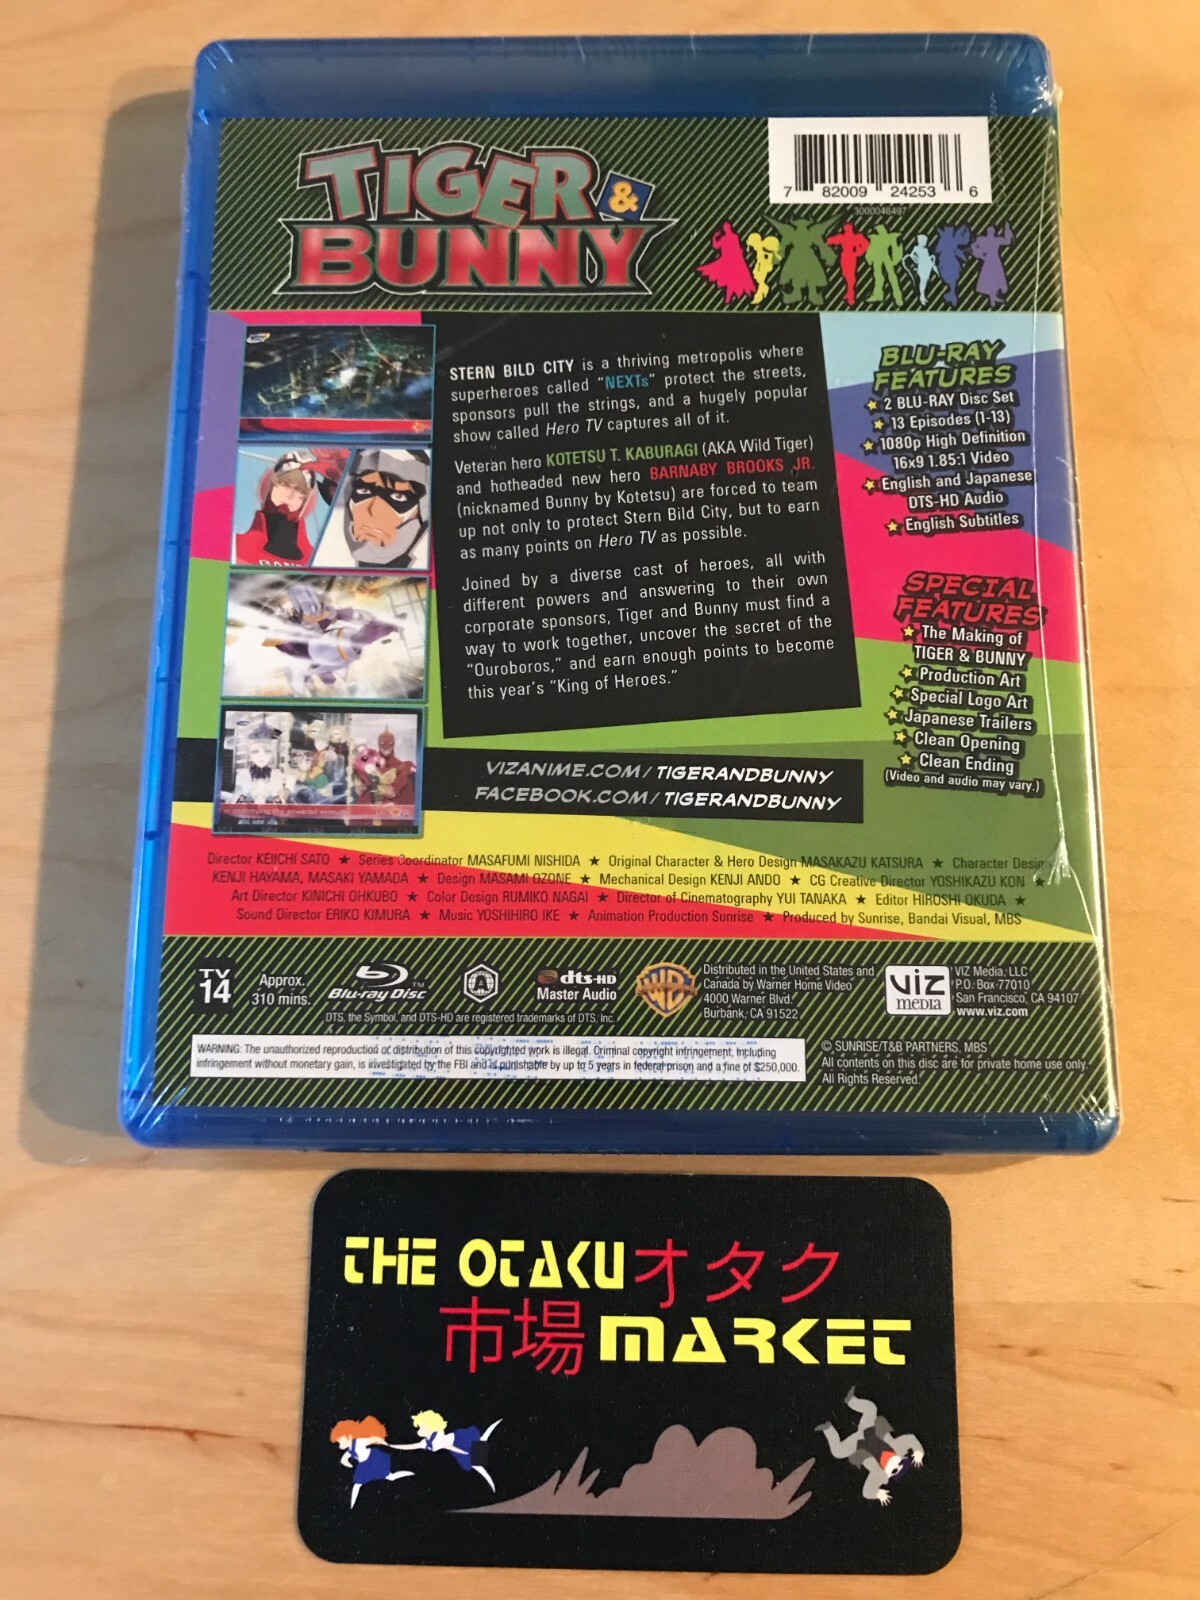 TIGER &
BUNNY
7 82009 24253 6
3000046497
STERN BILD CITY is a thriving metropolis where
superheroes called "NEXTs" protect the streets,
sponsors pull the strings, and a hugely popular
show called Hero TV captures all of it.
Veteran hero KOTETSU T. KABURAGI (AKA Wild Tiger)
and hotheaded new hero BARNABY BROOKS JR.
(nicknamed Bunny by Kotetsu) are forced to team
up not only to protect Stern Bild City, but to earn
as many points on Hero TV as possible.
Joined by a diverse cast of heroes, all with
different powers and answering to their own
corporate sponsors, Tiger and Bunny must find a
way to work together, uncover the secret of the
"Ouroboros," and earn enough points to become
this year's "King of Heroes."
BLU-RAY
FEATURES
2 BLU-RAY Disc Set
13 Episodes (1-13)
1080p High Definition
16x9 1.85:1 Video
English and Japanese
DTS-HD Audio
English Subtitles
SPECIAL
FEATURES
The Making of
TIGER & BUNNY
Production Art
Special Logo Art
Japanese Trailers
Clean Opening
Clean Ending
(Video and audio may vary.)
VIZANIME.COM/TIGERANDBUNNY
FACEBOOK.COM/TIGERANDBUNNY
Director KEIICHI SATO ★ Series Coordinator MASAFUMI NISHIDA ★ Original Character & Hero Design MASAKAZU KATSURA ★ Character Design
KENJI HAYAMA, MASAKI YAMADA ★ Design MASAMI OZONE ★ Mechanical Design KENJI ANDO ★ CG Creative Director YOSHIKAZU KON ★
Art Director KINICHI OHKUBO ★ Color Design RUMIKO NAGAI ★ Director of Cinematography YUI TANAKA ★ Editor HIROSHI OKUDA ★
Sound Director ERIKO KIMURA ★ Music YOSHIHIRO IKE ★ Animation Production Sunrise ★ Produced by Sunrise, Bandai Visual, MBS
TV
14
Approx.
310 mins.
Blu-ray Disc™
A
dts-HD
Master Audio
DTS, the Symbol, and DTS-HD are registered trademarks of DTS, Inc.
WB
Distributed in the United States and
Canada by Warner Home Video
4000 Warner Blvd.
Burbank, CA 91522
VIZ
media
VIZ Media, LLC
P.O. Box 77010
San Francisco, CA 94107
www.viz.com
WARNING: The unauthorized reproduction or distribution of this copyrighted work is illegal. Criminal copyright infringement, including
infringement without monetary gain, is investigated by the FBI and is punishable by up to 5 years in federal prison and a fine of $250,000.
© SUNRISE/T&B PARTNERS, MBS
All contents on this disc are for private home use only.
All Rights Reserved.
THE OTAKU オタク
市場 MARKET